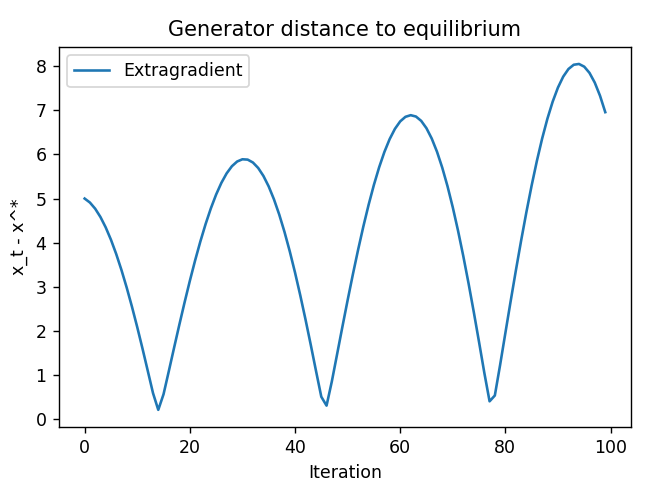 Generator distance to equilibrium
Extragradient
x_t - x^*
8
7
6
5
4
3
2
1
0
0 20 40 60 80 100
Iteration